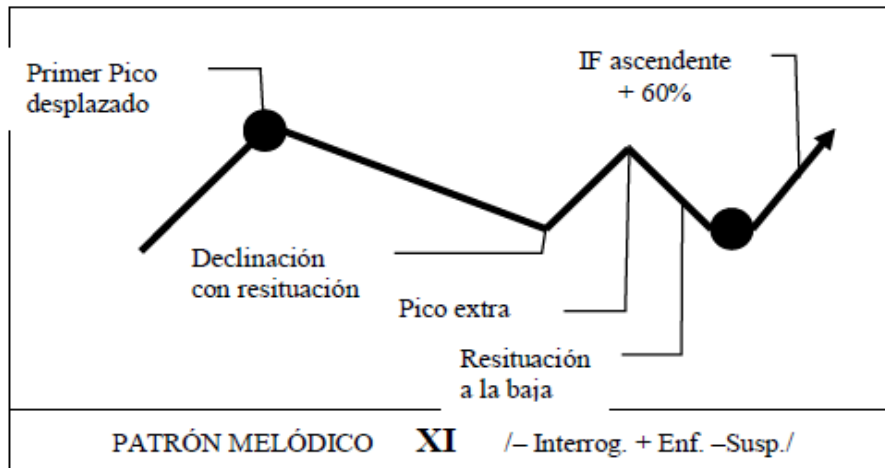 Primer Pico
desplazado
IF ascendente
+ 60%
Declinación
con resituación
Pico extra
Resituación
a la baja
PATRÓN MELÓDICO XI /– Interrog. + Enf. –Susp./